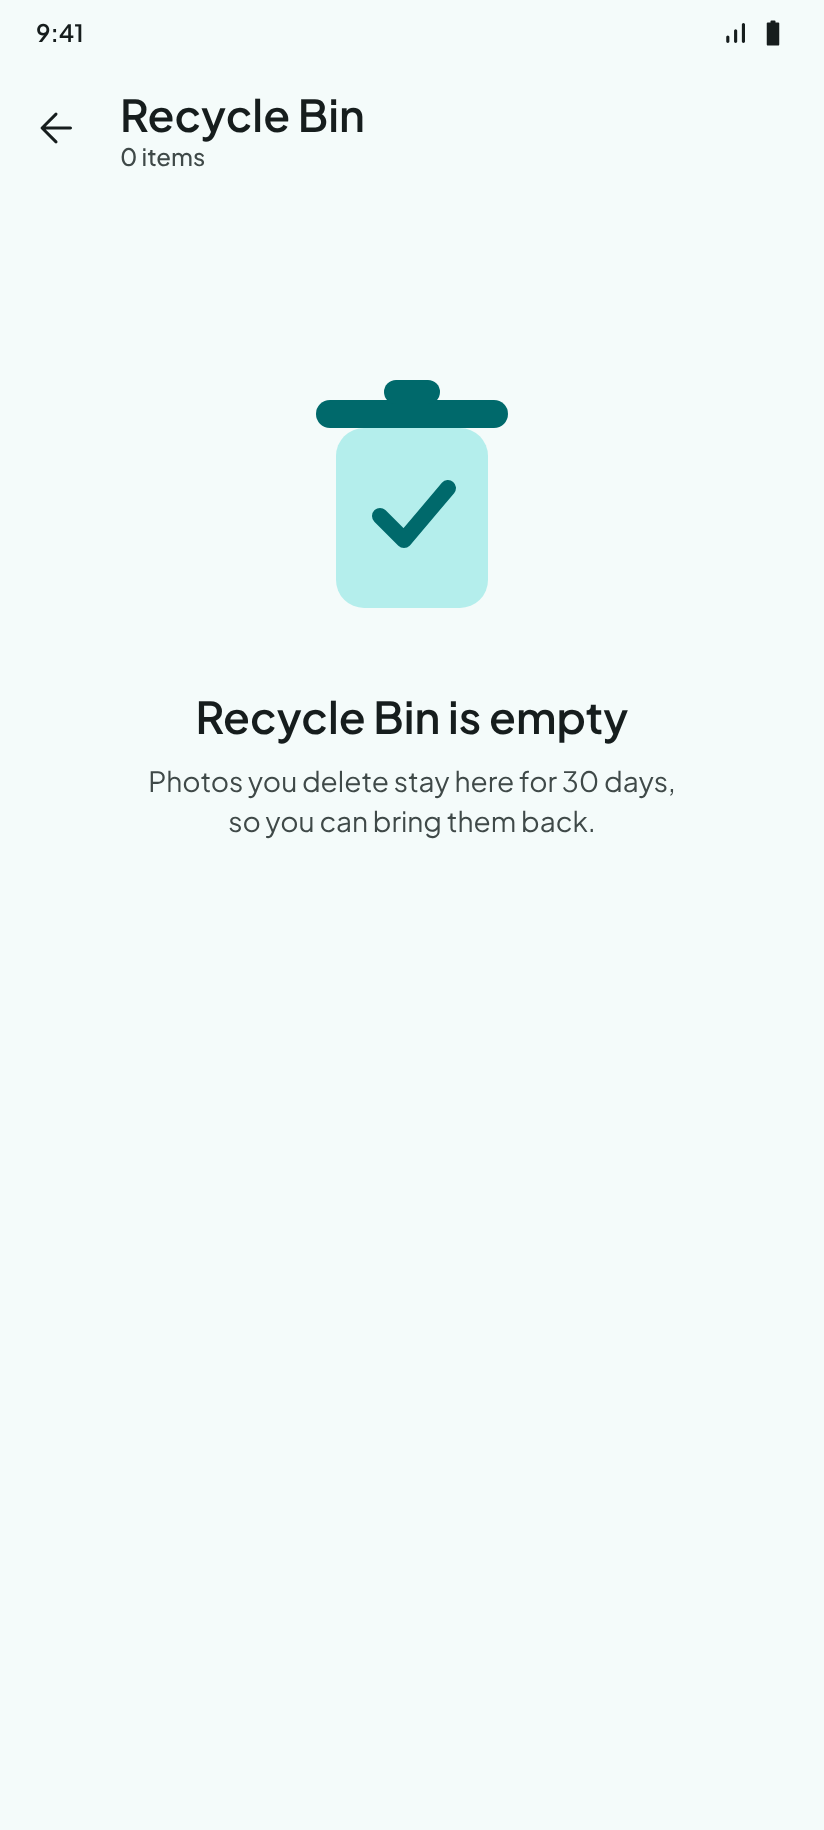 9:41
Recycle Bin
0 items
Recycle Bin is empty
Photos you delete stay here for 30 days,
so you can bring them back.